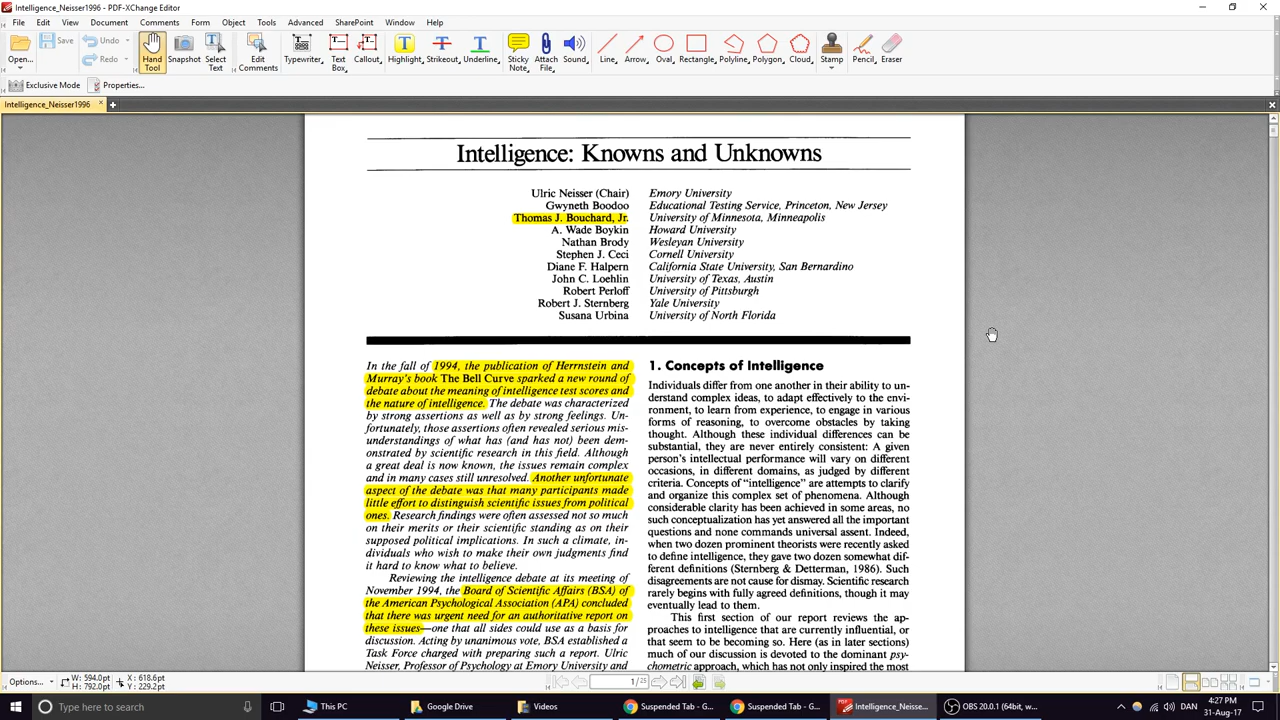 Intelligence_Neisser1996 - PDF-XChange Editor
File Edit View Document Comments Form Object Tools Advanced SharePoint Window Help
Open... Save Undo Redo Hand Tool Snapshot Select Text Edit Comments Typewriter Text Box Callout Highlight Strikeout Underline Sticky Note Attach File Sound Line Arrow Oval Rectangle Polyline Polygon Cloud Stamp Pencil Eraser
Exclusive Mode Properties...
Intelligence_Neisser1996
Intelligence: Knowns and Unknowns
Ulric Neisser (Chair) Emory University
Gwyneth Boodoo Educational Testing Service, Princeton, New Jersey
Thomas J. Bouchard, Jr. University of Minnesota, Minneapolis
A. Wade Boykin Howard University
Nathan Brody Wesleyan University
Stephen J. Ceci Cornell University
Diane F. Halpern California State University, San Bernardino
John C. Loehlin University of Texas, Austin
Robert Perloff University of Pittsburgh
Robert J. Sternberg Yale University
Susana Urbina University of North Florida
In the fall of 1994, the publication of Herrnstein and
Murray's book The Bell Curve sparked a new round of
debate about the meaning of intelligence test scores and
the nature of intelligence. The debate was characterized
by strong assertions as well as by strong feelings. Un-
fortunately, those assertions often revealed serious mis-
understandings of what has (and has not) been dem-
onstrated by scientific research in this field. Although
a great deal is now known, the issues remain complex
and in many cases still unresolved. Another unfortunate
aspect of the debate was that many participants made
little effort to distinguish scientific issues from political
ones. Research findings were often assessed not so much
on their merits or their scientific standing as on their
supposed political implications. In such a climate, in-
dividuals who wish to make their own judgments find
it hard to know what to believe.
Reviewing the intelligence debate at its meeting of
November 1994, the Board of Scientific Affairs (BSA) of
the American Psychological Association (APA) concluded
that there was urgent need for an authoritative report on
these issues—one that all sides could use as a basis for
discussion. Acting by unanimous vote, BSA established a
Task Force charged with preparing such a report. Ulric
Neisser, Professor of Psychology at Emory University and
1. Concepts of Intelligence
Individuals differ from one another in their ability to un-
derstand complex ideas, to adapt effectively to the envi-
ronment, to learn from experience, to engage in various
forms of reasoning, to overcome obstacles by taking
thought. Although these individual differences can be
substantial, they are never entirely consistent: A given
person's intellectual performance will vary on different
occasions, in different domains, as judged by different
criteria. Concepts of "intelligence" are attempts to clarify
and organize this complex set of phenomena. Although
considerable clarity has been achieved in some areas, no
such conceptualization has yet answered all the important
questions and none commands universal assent. Indeed,
when two dozen prominent theorists were recently asked
to define intelligence, they gave two dozen somewhat dif-
ferent definitions (Sternberg & Detterman, 1986). Such
disagreements are not cause for dismay. Scientific research
rarely begins with fully agreed definitions, though it may
eventually lead to them.
This first section of our report reviews the ap-
proaches to intelligence that are currently influential, or
that seem to be becoming so. Here (as in later sections)
much of our discussion is devoted to the dominant psy-
chometric approach, which has not only inspired the most
Options... W: 594.0pt H: 792.0pt X: 618.6pt Y: 229.2pt 1/25
Type here to search This PC Google Drive Videos Suspended Tab - G... Suspended Tab - G... Intelligence_Neisse... OBS 20.0.1 (64bit, w... DAN 4:27 PM
31-Aug-17